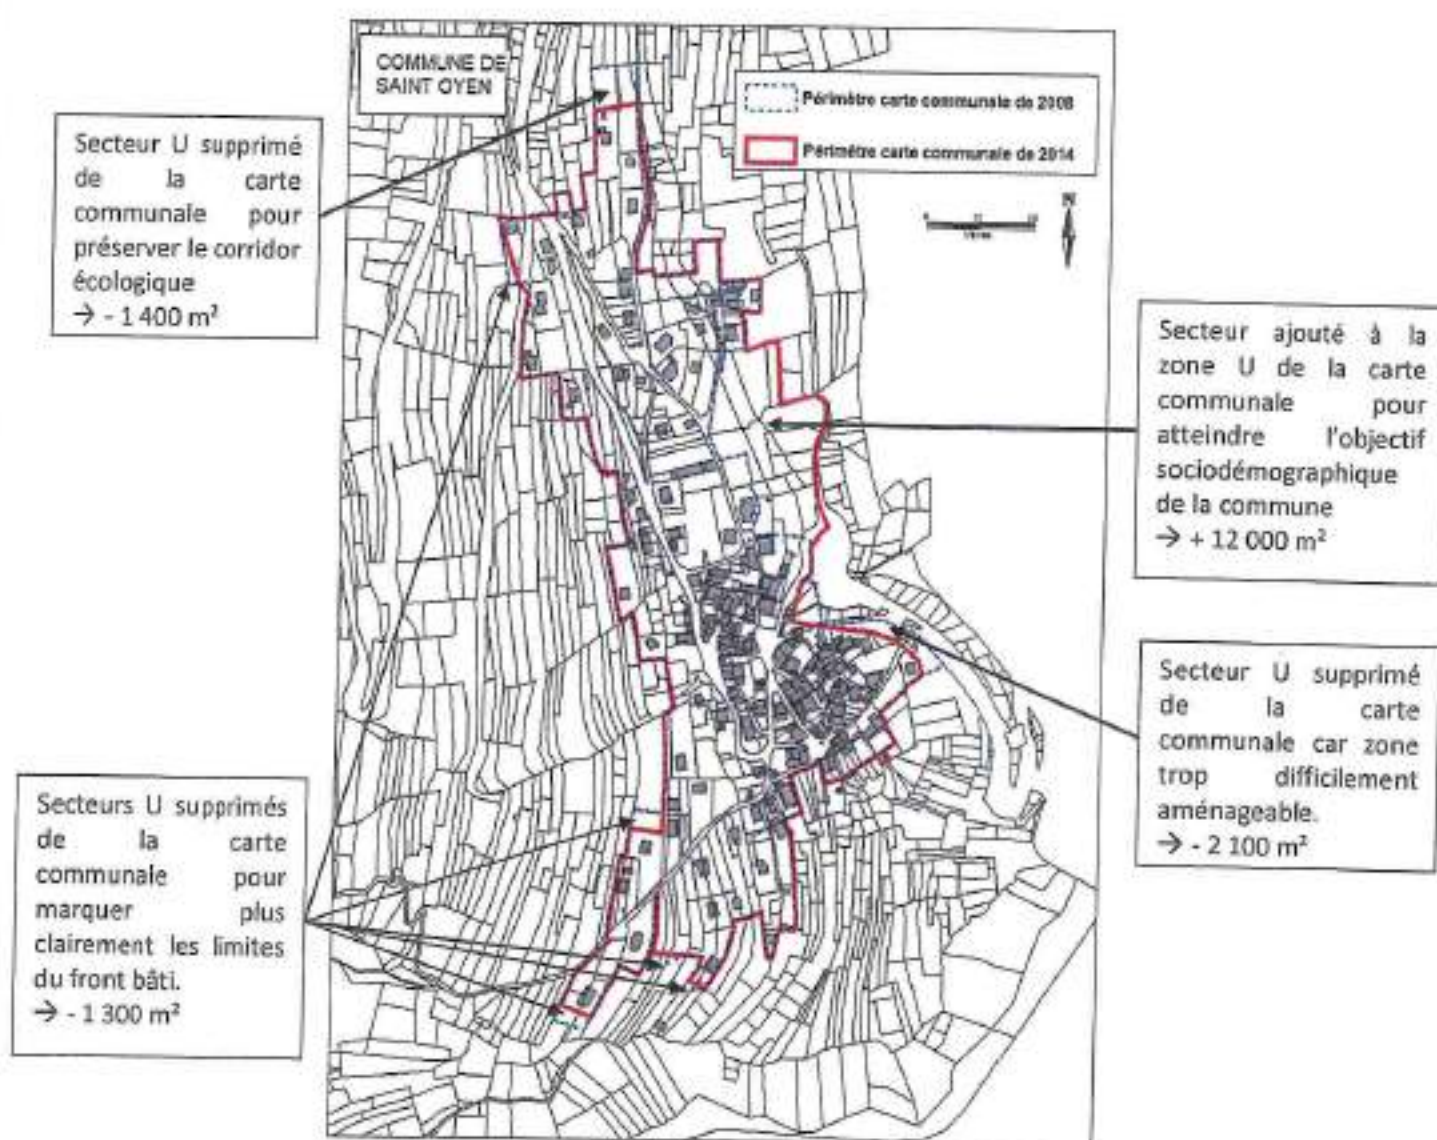 COMMUNE DE
SAINT OYEN
Périmètre carte communale de 2008
Périmètre carte communale de 2014
N
Secteur U supprimé
de la carte
communale pour
préserver le corridor
écologique
→ - 1 400 m²
Secteur ajouté à la
zone U de la carte
communale pour
atteindre l'objectif
sociodémographique
de la commune
→ + 12 000 m²
Secteur U supprimé
de la carte
communale car zone
trop difficilement
aménageable.
→ - 2 100 m²
Secteurs U supprimés
de la carte
communale pour
marquer plus
clairement les limites
du front bâti.
→ - 1 300 m²